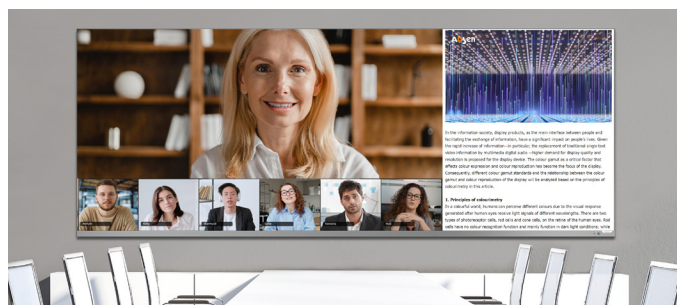 Absen
In the information society, display products, as the main interface between people and
facilitating the exchange of information, have a significant impact on people's lives. Given
the rapid increase of information—in particular, the replacement of traditional single text
video information by multimedia digital audio —higher demand for display quality and
resolution is proposed for the display device. The colour gamut as a critical factor that
affects colour expression and colour reproduction has become the focus of the display.
Consequently, different colour gamut standards and the relationship between the colour
gamut and colour reproduction of the display will be analysed based on the principles of
colourimetry in this article.
1. Principles of colourimetry
In a colourful world, humans can perceive different colours due to the visual response
generated after human eyes receive light signals of different wavelengths. There are two
types of photoreceptor cells, rod cells and cone cells, on the retina of the human eyes. Rod
cells have no colour recognition function and mainly function in dark light conditions; while